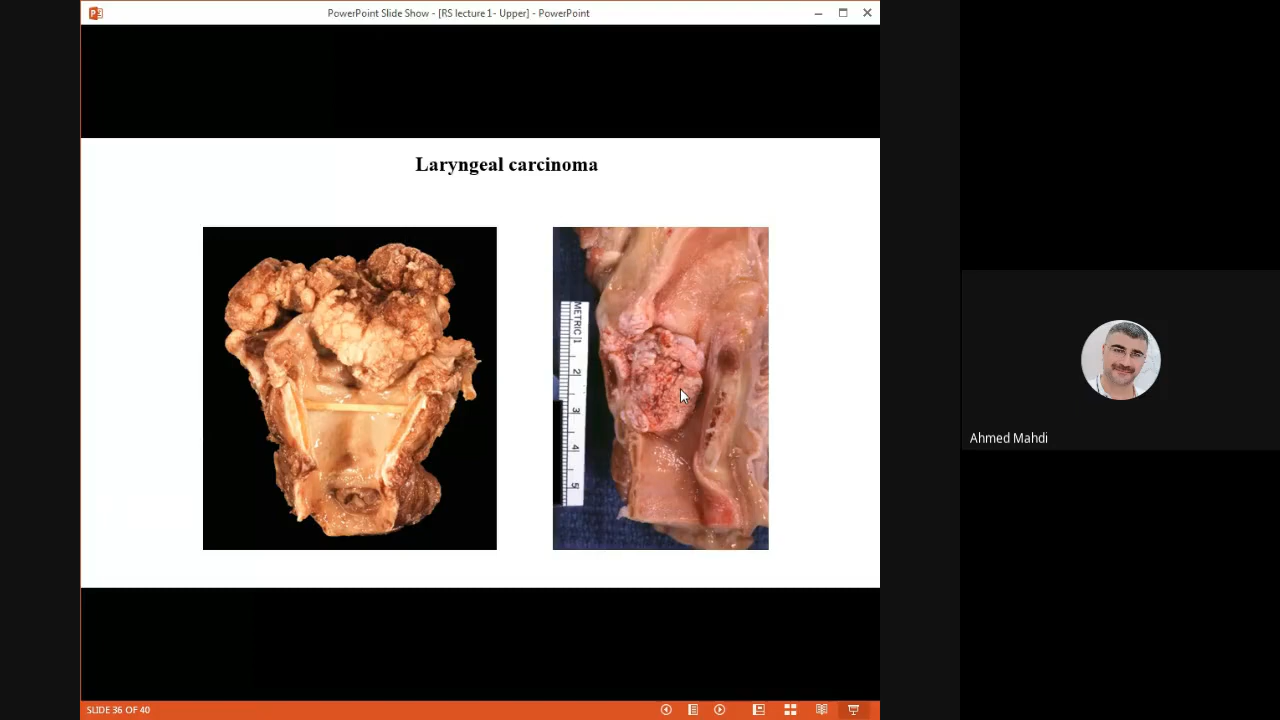 PowerPoint Slide Show - [RS lecture 1- Upper] - PowerPoint
Laryngeal carcinoma
METRIC 1
2
3
4
5
Ahmed Mahdi
SLIDE 36 OF 40